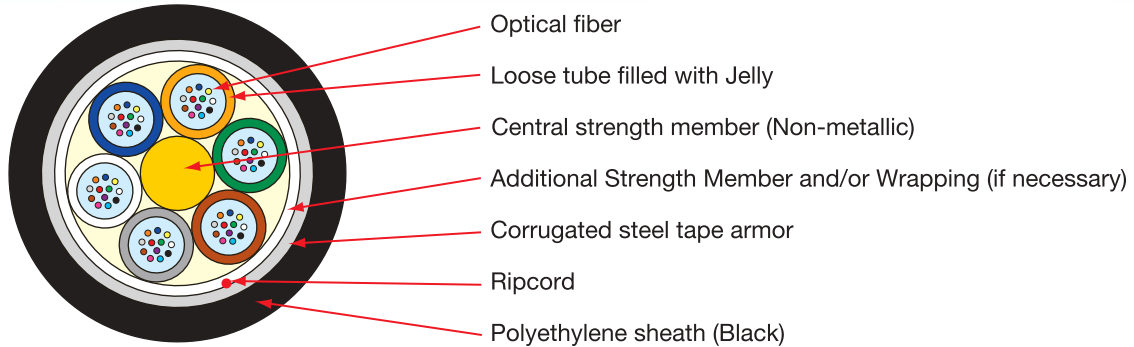 Optical fiber
Loose tube filled with Jelly
Central strength member (Non-metallic)
Additional Strength Member and/or Wrapping (if necessary)
Corrugated steel tape armor
Ripcord
Polyethylene sheath (Black)